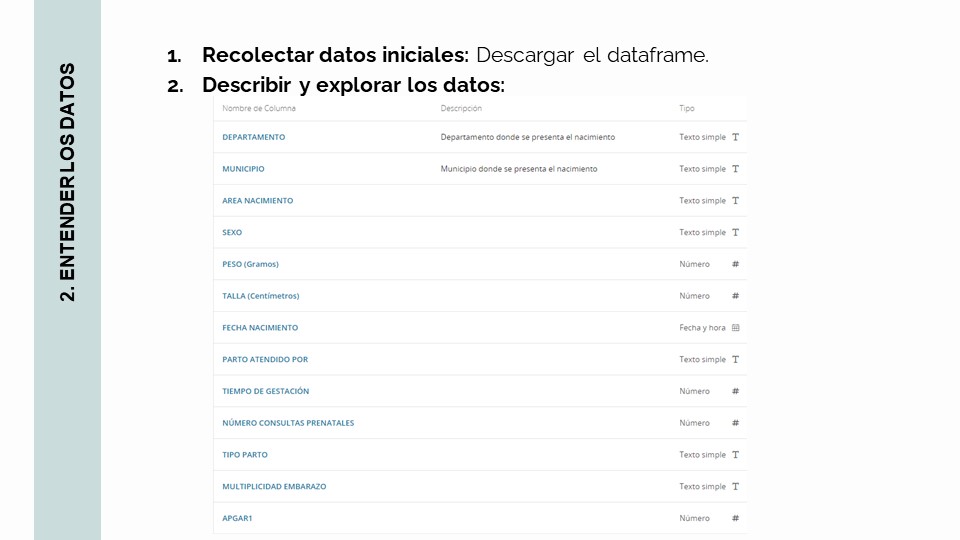 2. ENTENDER LOS DATOS
1. Recolectar datos iniciales: Descargar el dataframe.
2. Describir y explorar los datos:
Nombre de Columna Descripción Tipo
DEPARTAMENTO Departamento donde se presenta el nacimiento Texto simple T
MUNICIPIO Municipio donde se presenta el nacimiento Texto simple T
AREA NACIMIENTO Texto simple T
SEXO Texto simple T
PESO (Gramos) Número #
TALLA (Centímetros) Número #
FECHA NACIMIENTO Fecha y hora
PARTO ATENDIDO POR Texto simple T
TIEMPO DE GESTACIÓN Número #
NÚMERO CONSULTAS PRENATALES Número #
TIPO PARTO Texto simple T
MULTIPLICIDAD EMBARAZO Texto simple T
APGAR1 Número #